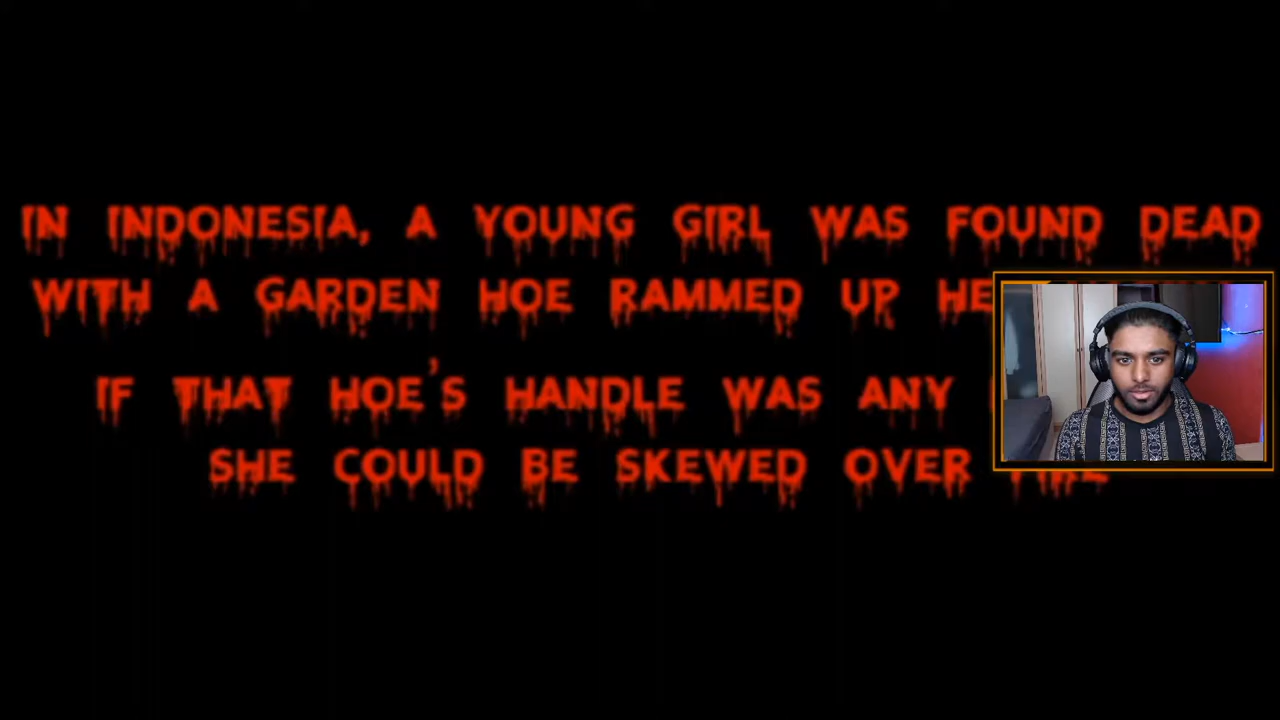 IN INDONESIA, A YOUNG GIRL WAS FOUND DEAD
WITH A GARDEN HOE RAMMED UP
IF THAT HOE'S HANDLE WAS ANY
SHE COULD BE SKEWED OVER